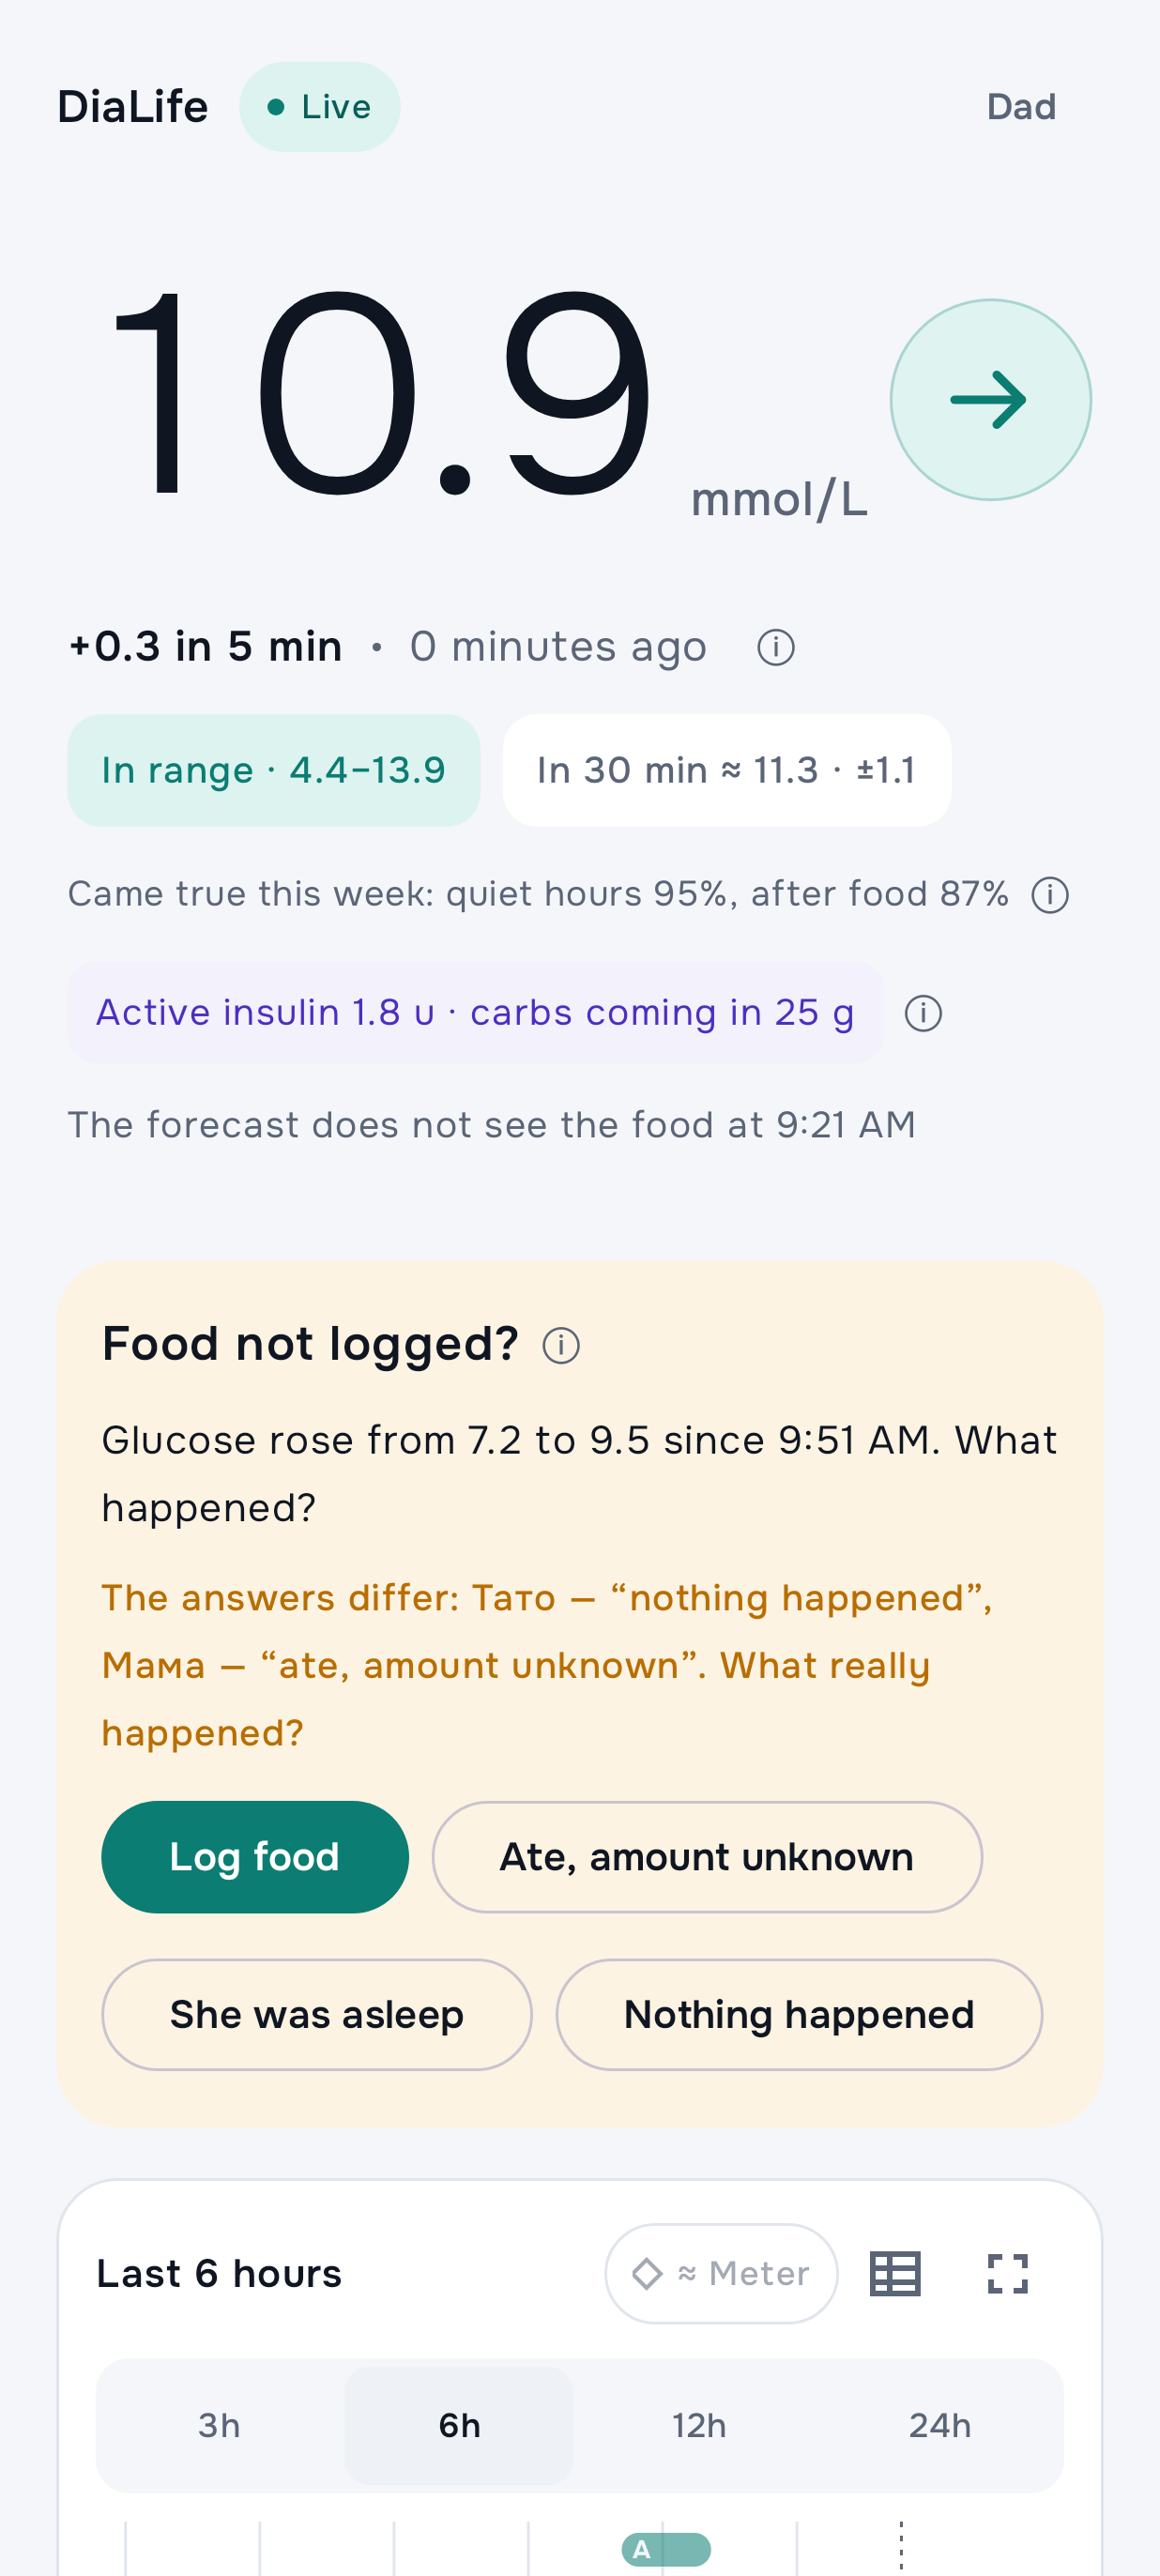 DiaLife
Live
Dad
10.9 mmol/L
+0.3 in 5 min • 0 minutes ago
In range · 4.4–13.9
In 30 min ≈ 11.3 · ±1.1
Came true this week: quiet hours 95%, after food 87%
Active insulin 1.8 u · carbs coming in 25 g
The forecast does not see the food at 9:21 AM
Food not logged?
Glucose rose from 7.2 to 9.5 since 9:51 AM. What
happened?
The answers differ: Тато — “nothing happened”,
Мама — “ate, amount unknown”. What really
happened?
Log food
Ate, amount unknown
She was asleep
Nothing happened
Last 6 hours
≈ Meter
3h
6h
12h
24h
A